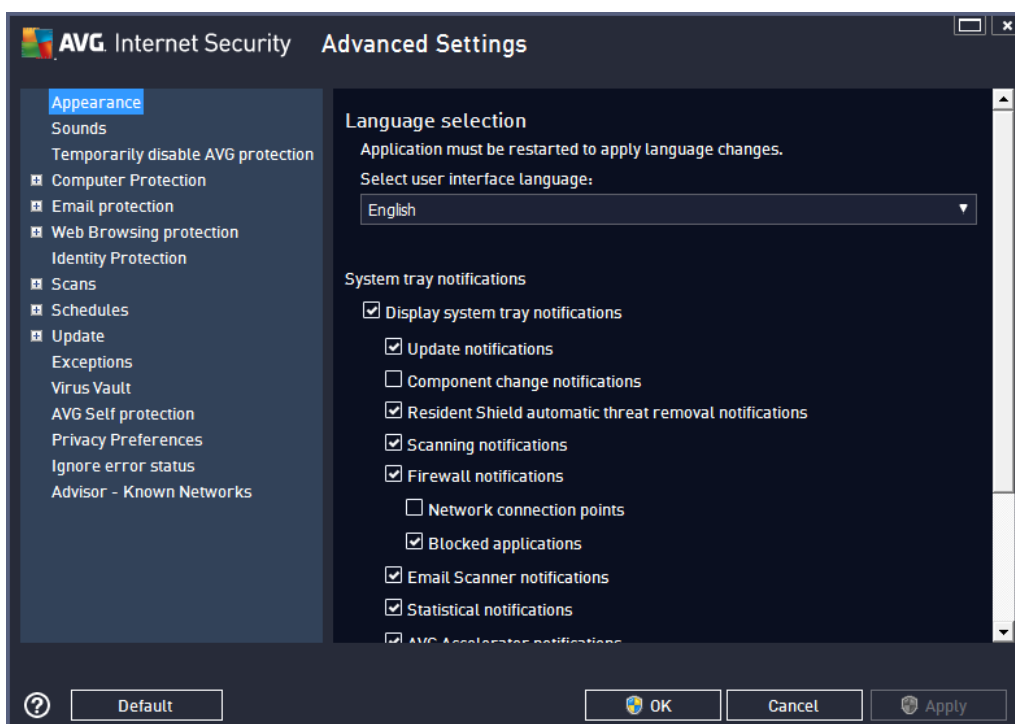 AVG. Internet Security Advanced Settings
Appearance
Sounds
Temporarily disable AVG protection
Computer Protection
Email protection
Web Browsing protection
Identity Protection
Scans
Schedules
Update
Exceptions
Virus Vault
AVG Self protection
Privacy Preferences
Ignore error status
Advisor - Known Networks
Language selection
Application must be restarted to apply language changes.
Select user interface language:
English
System tray notifications
Display system tray notifications
Update notifications
Component change notifications
Resident Shield automatic threat removal notifications
Scanning notifications
Firewall notifications
Network connection points
Blocked applications
Email Scanner notifications
Statistical notifications
AVG Accelerator notifications
Default
OK
Cancel
Apply